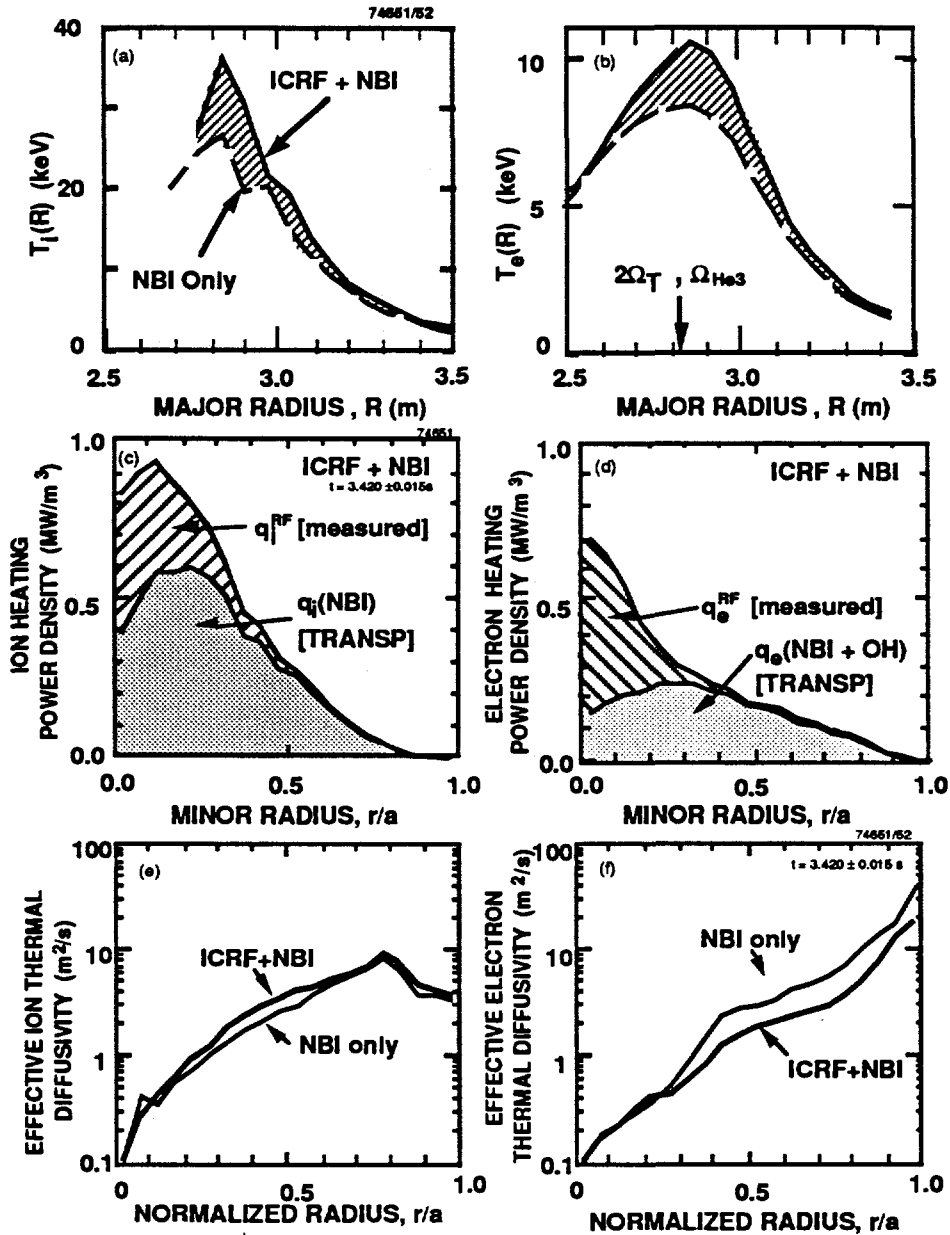 74651/52
(a)
40
20
0
T_i(R) (keV)
ICRF + NBI
NBI Only
2.5 3.0 3.5
MAJOR RADIUS , R (m)
(b)
10
5
0
T_e(R) (keV)
2Ω_T , Ω_He3
2.5 3.0 3.5
MAJOR RADIUS , R (m)
74651
(c)
1.0
0.5
0.0
ION HEATING
POWER DENSITY (MW/m³)
ICRF + NBI
t = 3.420 ±0.015s
q_i^RF [measured]
q_i(NBI)
[TRANSP]
0.0 0.5 1.0
MINOR RADIUS, r/a
(d)
1.0
0.5
0.0
ELECTRON HEATING
POWER DENSITY (MW/m³)
ICRF + NBI
q_e^RF [measured]
q_e(NBI + OH)
[TRANSP]
0.0 0.5 1.0
MINOR RADIUS, r/a
(e)
100
10
1
0.1
EFFECTIVE ION THERMAL
DIFFUSIVITY (m²/s)
ICRF+NBI
NBI only
0 0.5 1.0
NORMALIZED RADIUS, r/a
74651/52
(f)
t = 3.420 ± 0.015 s
100
10
1
0.1
EFFECTIVE ELECTRON
THERMAL DIFFUSIVITY (m²/s)
NBI only
ICRF+NBI
0 0.5 1.0
NORMALIZED RADIUS, r/a